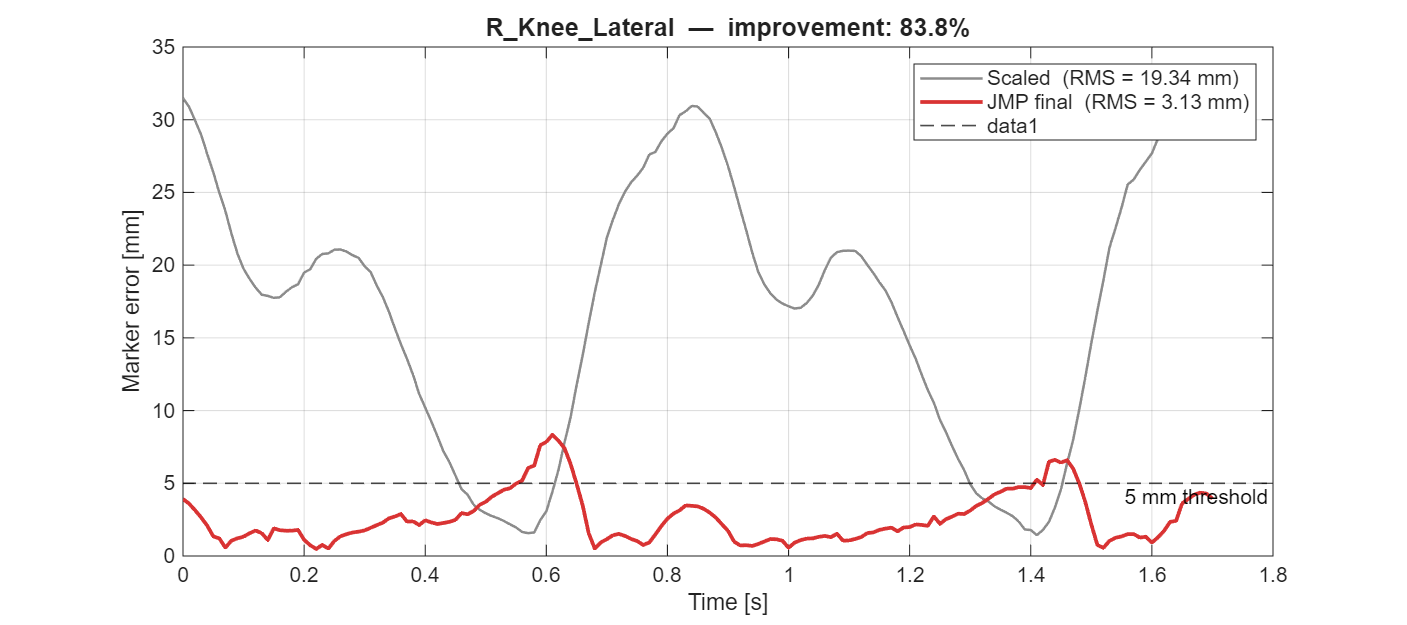 R_Knee_Lateral — improvement: 83.8%
35
30
25
20
15
10
5
0
Marker error [mm]
Scaled (RMS = 19.34 mm)
JMP final (RMS = 3.13 mm)
data1
5 mm threshold
0 0.2 0.4 0.6 0.8 1 1.2 1.4 1.6 1.8
Time [s]